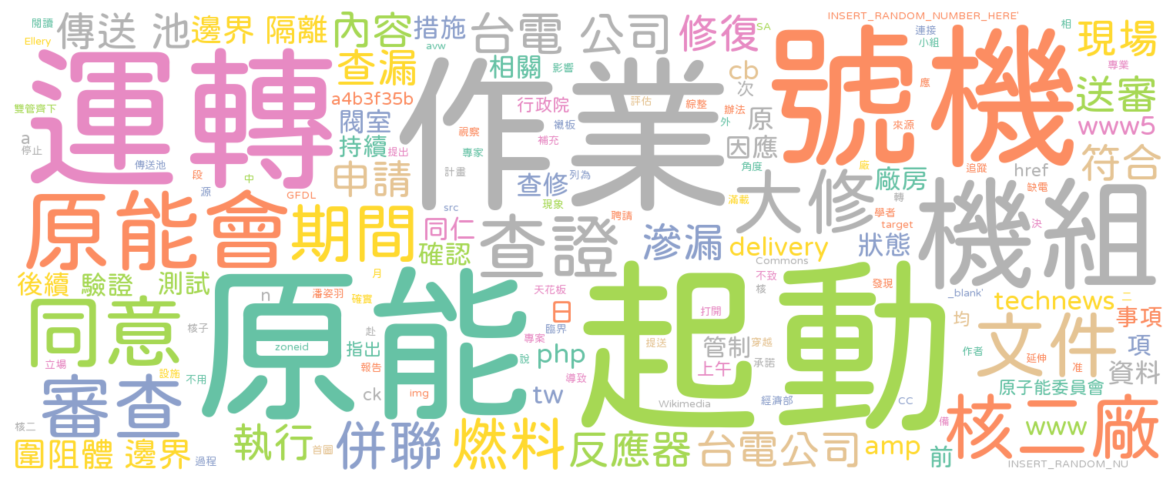 傳送 池
邊界 隔離
內容
措施
台電 公司
修復
INSERT_RANDOM_NUMBER_HERE'
SA
閱讀
Ellery
avw
連接
小組
相
現場
專業
運轉
查漏
相關
影響
cb
次
號機
送審
www5
a4b3f35b
作業
行政院
評估
綜整
辦法
外
原
應
來源
雙管齊下
a
停止
閥室
持續
提出
視察
襯板
補充
專家
因應
角度
符合
傳送池
段
源
中
申請
計畫
查修
列為
現象
大修
滿載
廠
轉
廠房
追蹤
缺電
href
原能會
GFDL
期間
src
同仁
確認
查證
聘請
滲漏
delivery
狀態
學者
target
機組
決
後續
驗證
測試
n
潘姿羽
月
確實
天花板
日
臨界
Commons
不致
核
打開
發現
_blank'
technews
二
事項
同意
原能
起動
核子
赴
zoneid
指出
報告
專案
說
php
導致
提送
管制
穿越
上午
承諾
均
文件
作者
延伸
項
准
資料
立場
設施
不用
審查
ck
img
tw
Wikimedia
經濟部
cc
原子能委員會
備
www
核二廠
核二
圍阻體 邊界
過程
執行
首圖
併聯
燃料
反應器
台電公司
amp
前
INSERT_RANDOM_NU